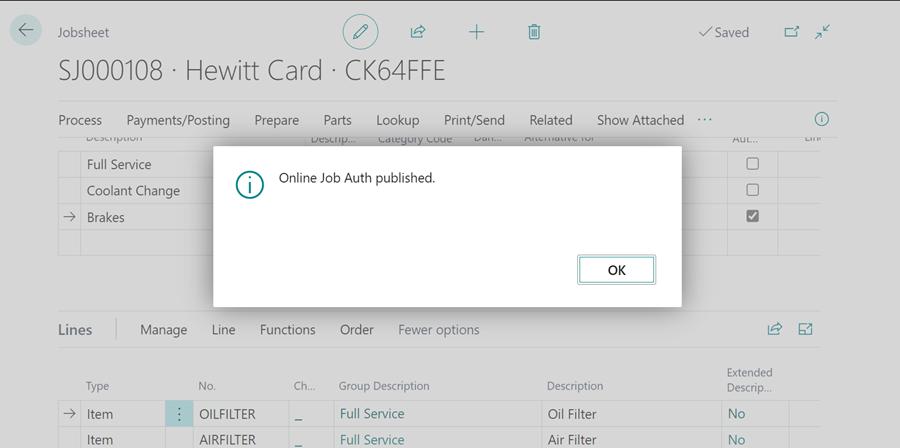 Jobsheet
Saved
SJ000108 · Hewitt Card · CK64FFE
Process Payments/Posting Prepare Parts Lookup Print/Send Related Show Attached ···
Description Descrip... Category Code Dan... Alternative for Aut... Line
Full Service
Coolant Change
Brakes
Online Job Auth published.
OK
Lines Manage Line Functions Order Fewer options
Extended
Type No. Ch... Group Description Description Descrip...
Item OILFILTER _ Full Service Oil Filter No
Item AIRFILTER _ Full Service Air Filter No